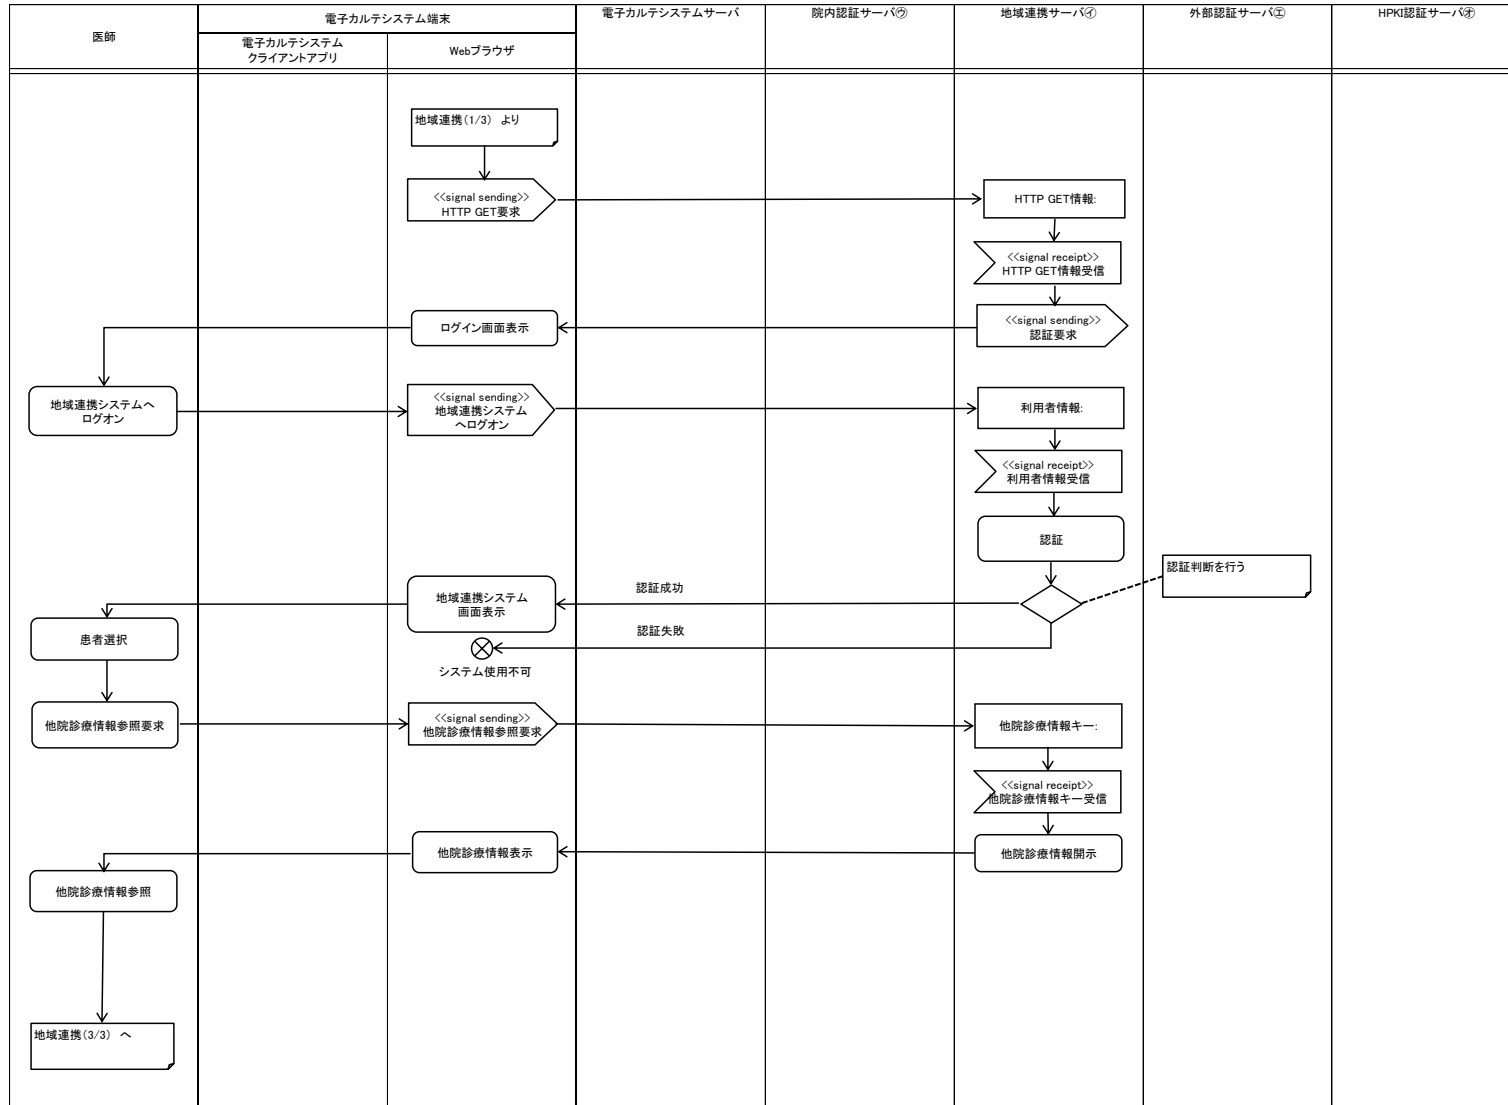 医師
電子カルテシステム端末
電子カルテシステム
クライアントアプリ
Webブラウザ
電子カルテシステムサーバ
院内認証サーバ㋒
地域連携サーバ㋑
外部認証サーバ㋓
HPKI認証サーバ㋔
地域連携(1/3) より
<<signal sending>>
HTTP GET要求
HTTP GET情報:
<<signal receipt>>
HTTP GET情報受信
<<signal sending>>
認証要求
ログイン画面表示
地域連携システムへ
ログオン
<<signal sending>>
地域連携システム
へログオン
利用者情報:
<<signal receipt>>
利用者情報受信
認証
認証判断を行う
認証成功
地域連携システム
画面表示
認証失敗
システム使用不可
患者選択
他院診療情報参照要求
<<signal sending>>
他院診療情報参照要求
他院診療情報キー:
<<signal receipt>>
他院診療情報キー受信
他院診療情報開示
他院診療情報表示
他院診療情報参照
地域連携(3/3) へ